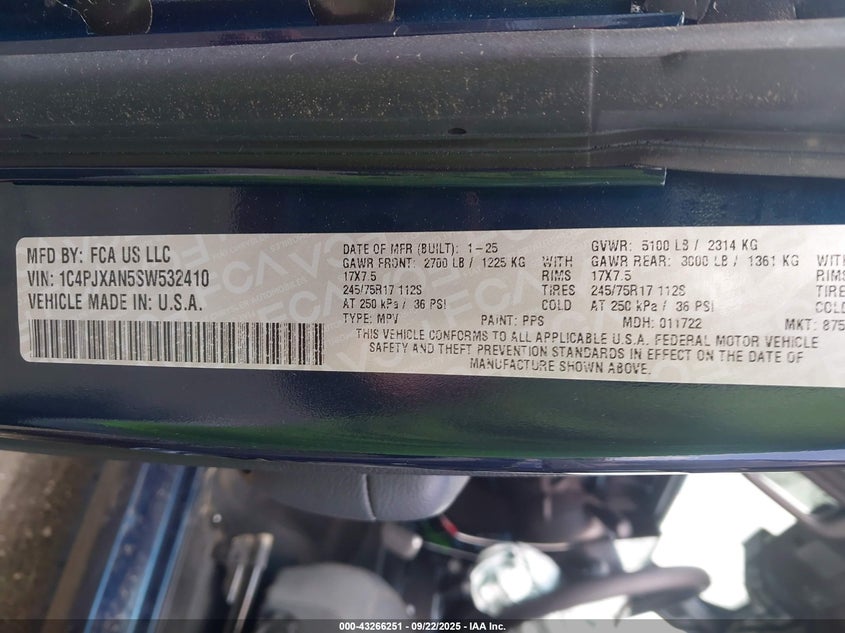 MFD BY: FCA US LLC
VIN: 1C4PJXAN5SW532410
VEHICLE MADE IN: U.S.A.
DATE OF MFR (BUILT): 1-25 GVWR: 5100 LB / 2314 KG
GAWR FRONT: 2700 LB / 1225 KG WITH GAWR REAR: 3000 LB / 1361 KG WITH
17X7.5 RIMS 17X7.5 RIMS
245/75R17 112S TIRES 245/75R17 112S TIRE
AT 250 kPa / 36 PSI COLD AT 250 kPa / 36 PSI COLD
TYPE: MPV PAINT: PPS MDH: 011722 MKT: 875
THIS VEHICLE CONFORMS TO ALL APPLICABLE U.S.A. FEDERAL MOTOR VEHICLE
SAFETY AND THEFT PREVENTION STANDARDS IN EFFECT ON THE DATE OF
MANUFACTURE SHOWN ABOVE.
000-43266251 - 09/22/2025 - IAA, Inc.